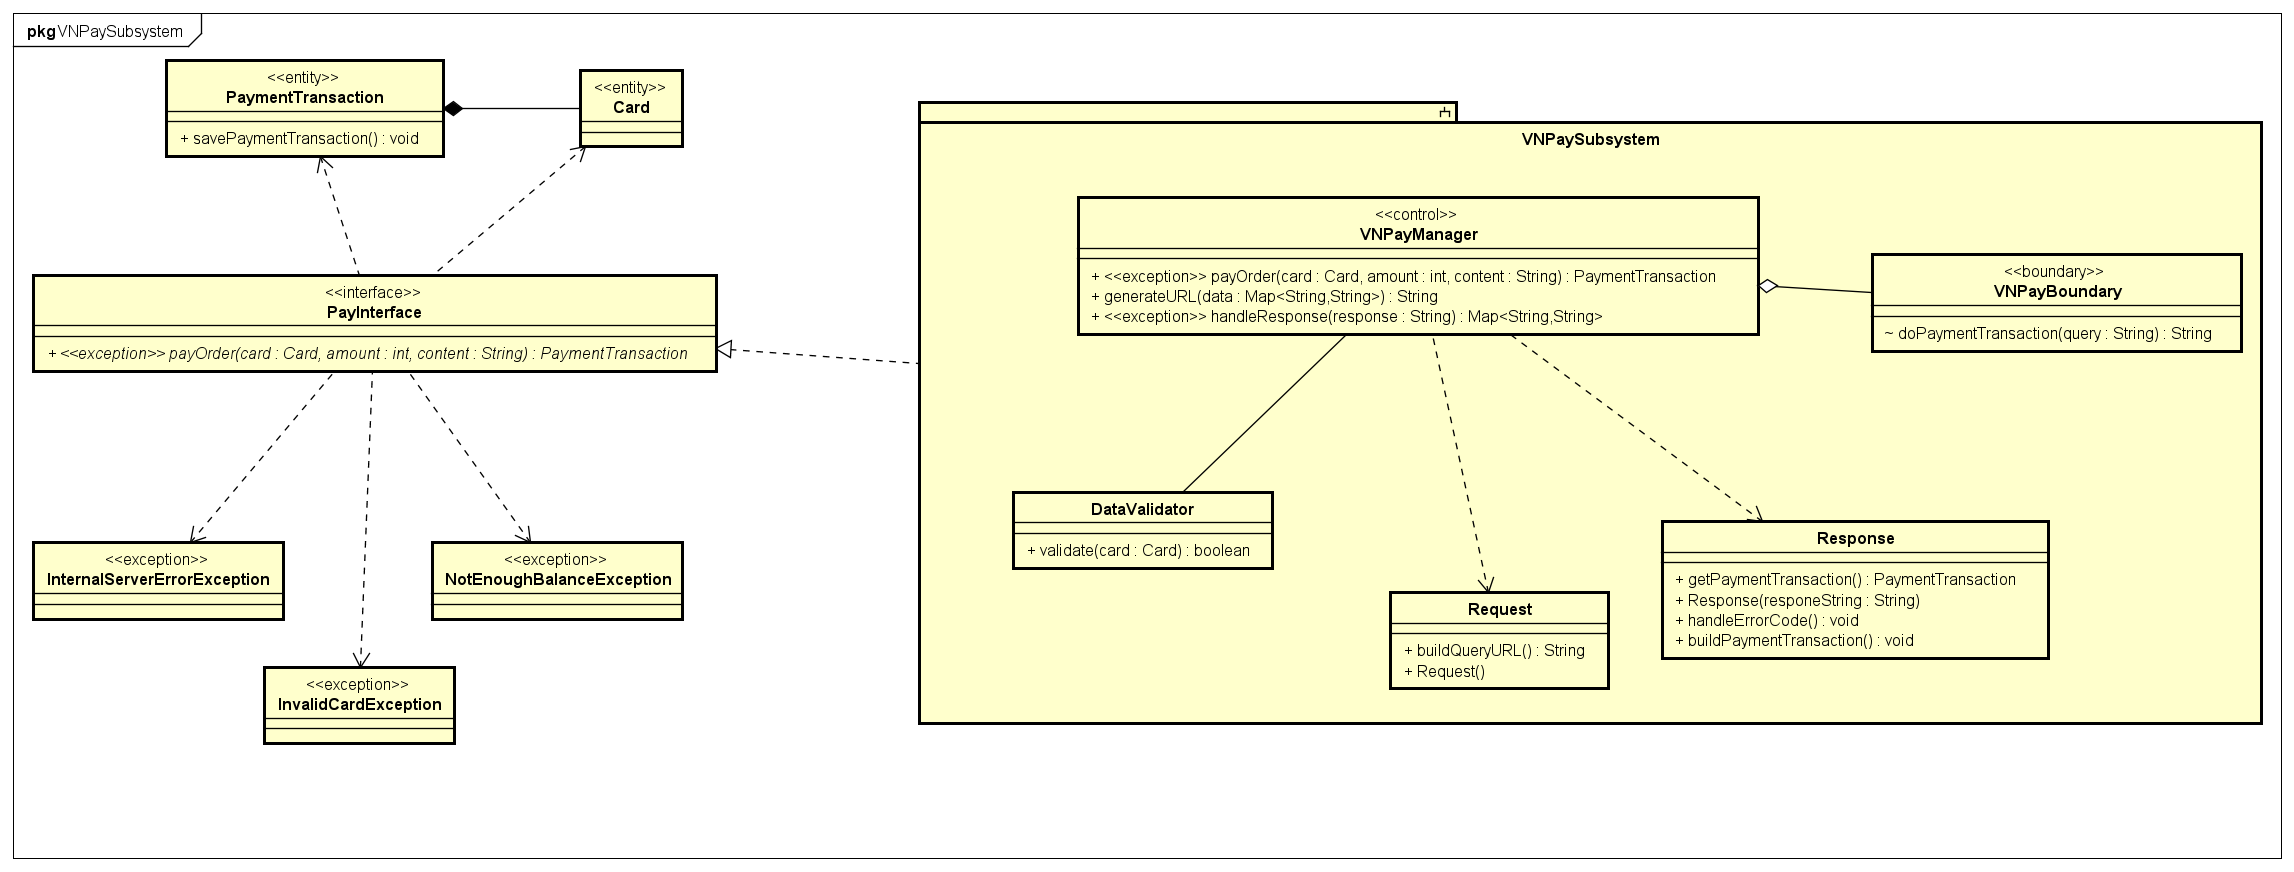 pkg VNPaySubsystem
<<entity>>
PaymentTransaction
+ savePaymentTransaction() : void
<<entity>>
Card
<<interface>>
PayInterface
+ <<exception>> payOrder(card : Card, amount : int, content : String) : PaymentTransaction
<<exception>>
InternalServerErrorException
<<exception>>
NotEnoughBalanceException
<<exception>>
InvalidCardException
VNPaySubsystem
<<control>>
VNPayManager
+ <<exception>> payOrder(card : Card, amount : int, content : String) : PaymentTransaction
+ generateURL(data : Map<String,String>) : String
+ <<exception>> handleResponse(response : String) : Map<String,String>
<<boundary>>
VNPayBoundary
~ doPaymentTransaction(query : String) : String
DataValidator
+ validate(card : Card) : boolean
Request
+ buildQueryURL() : String
+ Request()
Response
+ getPaymentTransaction() : PaymentTransaction
+ Response(responeString : String)
+ handleErrorCode() : void
+ buildPaymentTransaction() : void